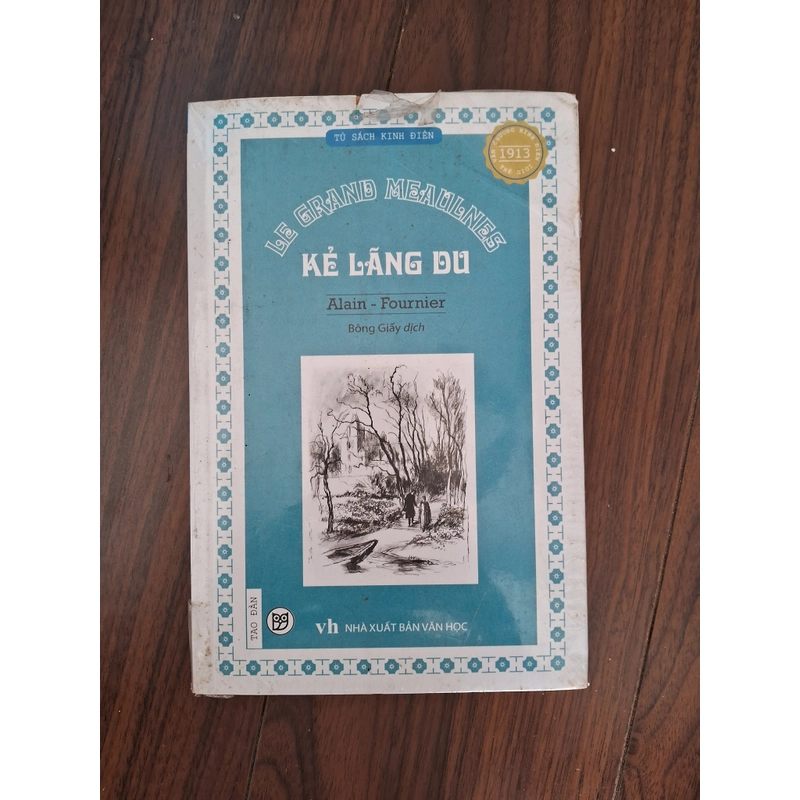 TỦ SÁCH KINH ĐIỂN
1913
LE GRAND MEAULNES
KẺ LÃNG DU
Alain - Fournier
Bông Giấy dịch
TAO ĐÀN
vh NHÀ XUẤT BẢN VĂN HỌC